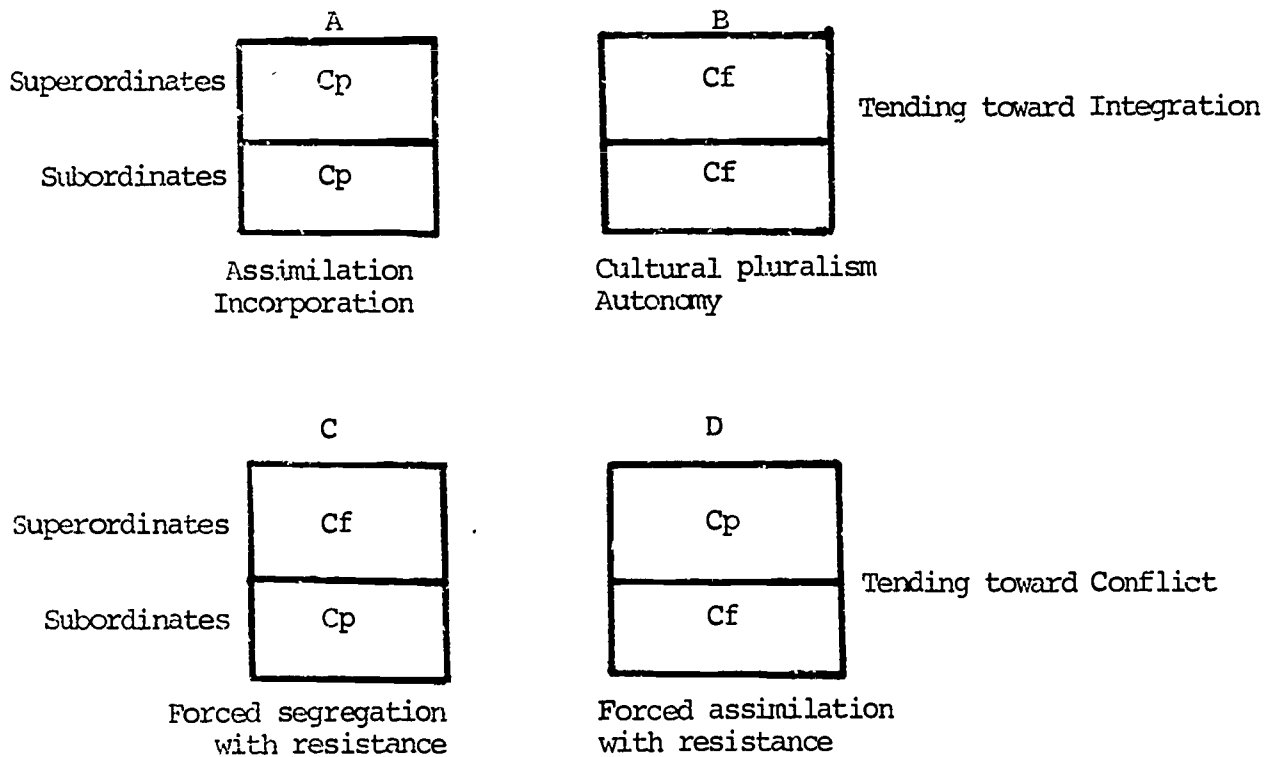 A
B
Superordinates
Cp
Cf
Tending toward Integration
Subordinates
Cp
Cf
Assimilation
Incorporation
Cultural pluralism
Autonomy
C
D
Superordinates
Cf
Cp
Tending toward Conflict
Subordinates
Cp
Cf
Forced segregation
with resistance
Forced assimilation
with resistance